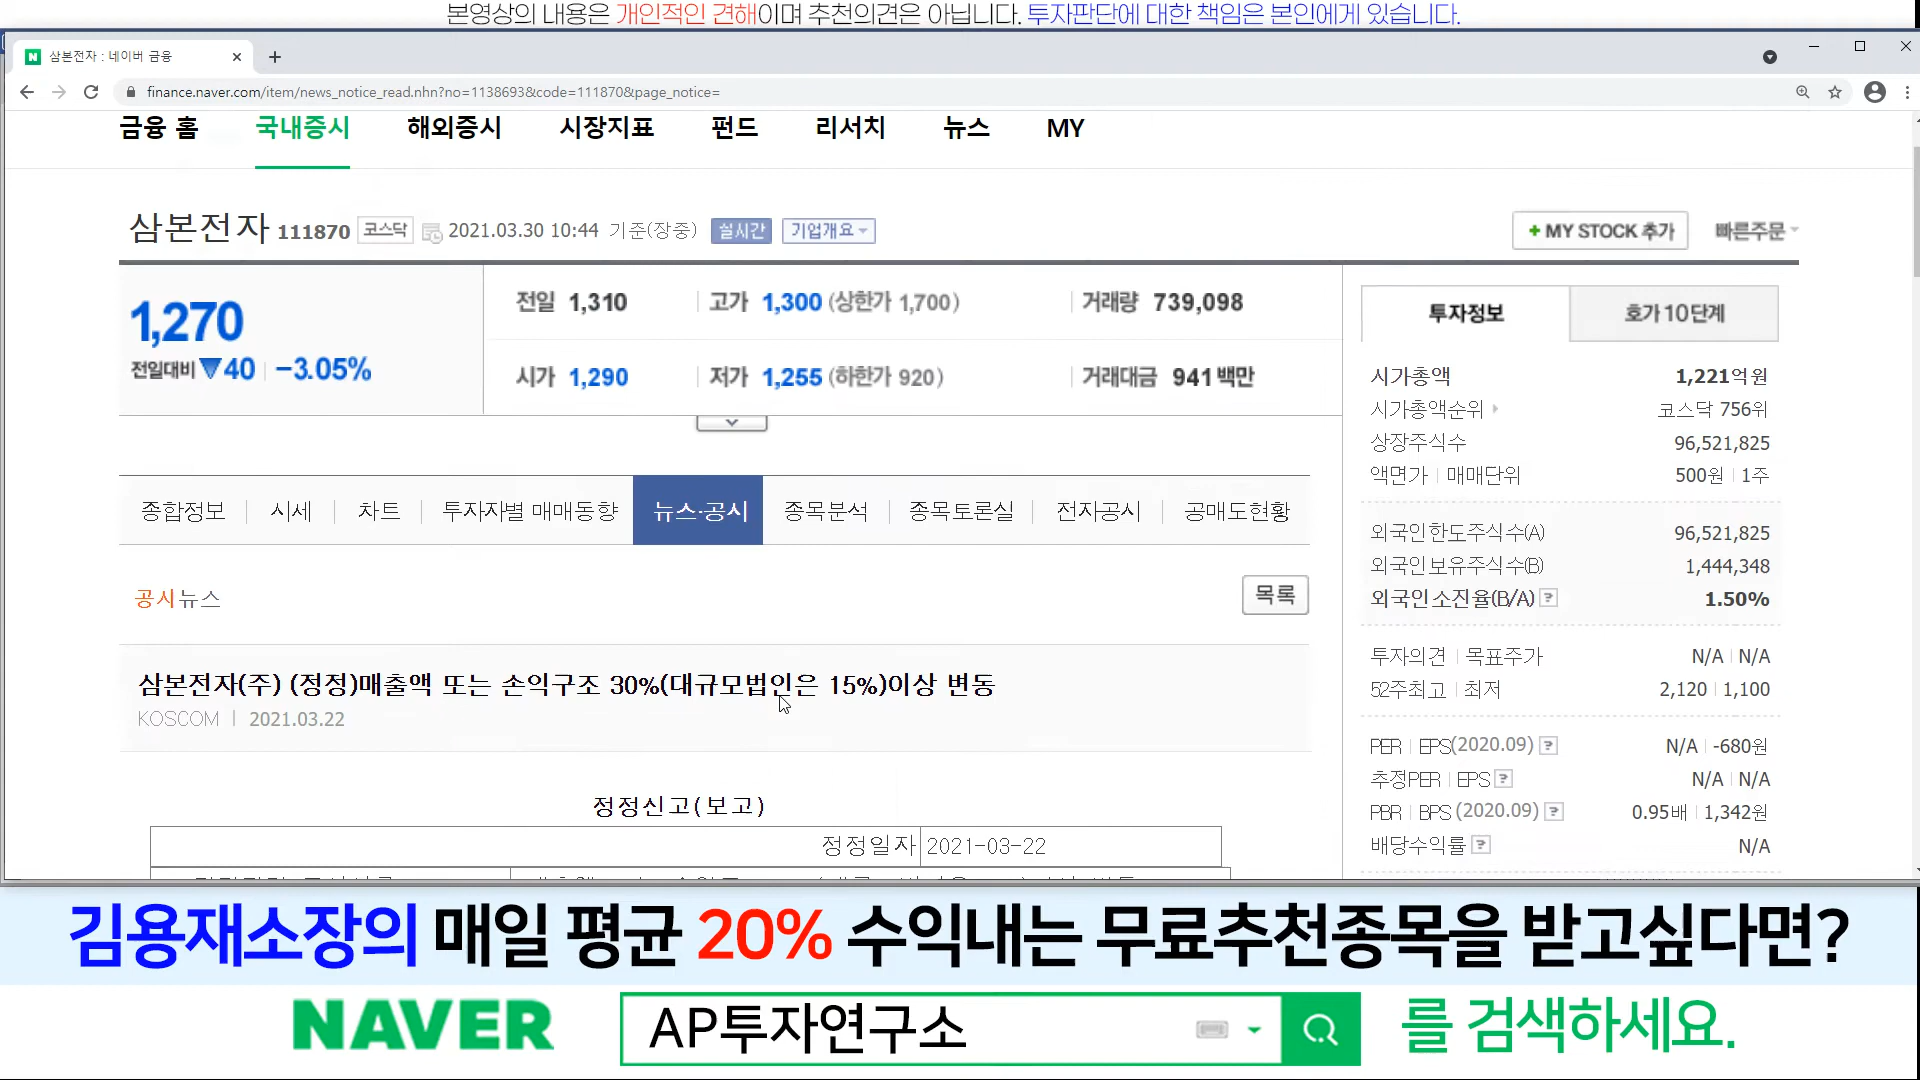 본영상의 내용은 개인적인 견해이며 추천의견은 아닙니다. 투자판단에 대한 책임은 본인에게 있습니다.
삼본전자 : 네이버 금융
finance.naver.com/item/news_notice_read.nhn?no=1138693&code=111870&page_notice=
금융 홈 국내증시 해외증시 시장지표 펀드 리서치 뉴스 MY
삼본전자 111870 코스닥 2021.03.30 10:44 기준(장중) 실시간 기업개요
+ MY STOCK 추가 빠른주문
1,270
전일대비 ▼40 -3.05%
전일 1,310 고가 1,300 (상한가 1,700) 거래량 739,098
시가 1,290 저가 1,255 (하한가 920) 거래대금 941 백만
종합정보 시세 차트 투자자별 매매동향 뉴스·공시 종목분석 종목토론실 전자공시 공매도현황
공시뉴스
목록
삼본전자(주) (정정)매출액 또는 손익구조 30%(대규모법인은 15%)이상 변동
KOSCOM | 2021.03.22
정정신고(보고)
정정일자 2021-03-22
투자정보 호가 10단계
시가총액 1,221억원
시가총액순위 코스닥 756위
상장주식수 96,521,825
액면가 | 매매단위 500원 | 1주
외국인한도주식수(A) 96,521,825
외국인보유주식수(B) 1,444,348
외국인소진율(B/A) ? 1.50%
투자의견 | 목표주가 N/A | N/A
52주최고 | 최저 2,120 | 1,100
PER | EPS(2020.09) ? N/A | -680원
추정PER | EPS ? N/A | N/A
PBR | BPS (2020.09) ? 0.95배 | 1,342원
배당수익률 ? N/A
김용재소장의 매일 평균 20% 수익내는 무료추천종목을 받고싶다면?
NAVER AP투자연구소 를 검색하세요.